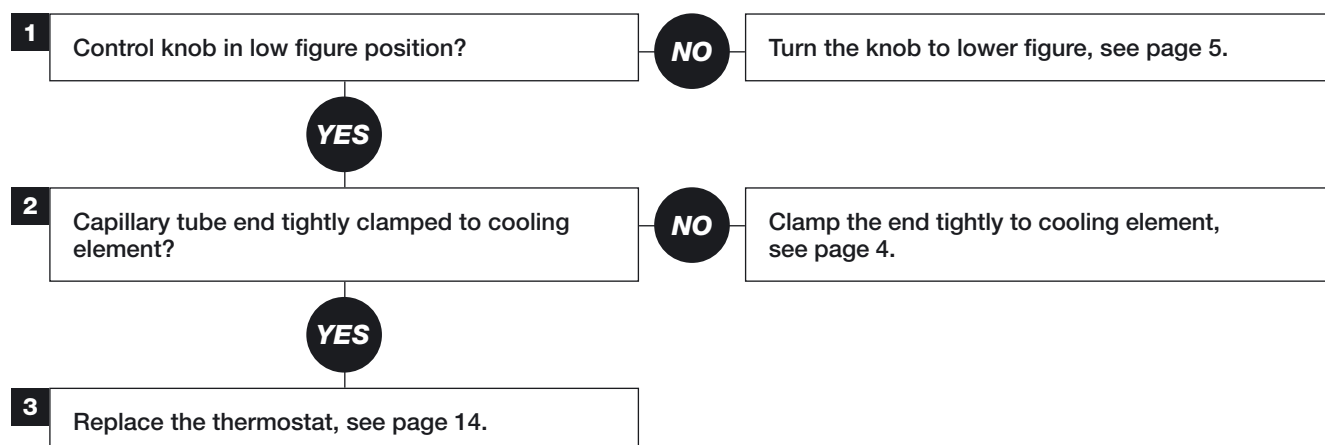 1
Control knob in low figure position?
NO
Turn the knob to lower figure, see page 5.
YES
2
Capillary tube end tightly clamped to cooling
element?
NO
Clamp the end tightly to cooling element,
see page 4.
YES
3
Replace the thermostat, see page 14.